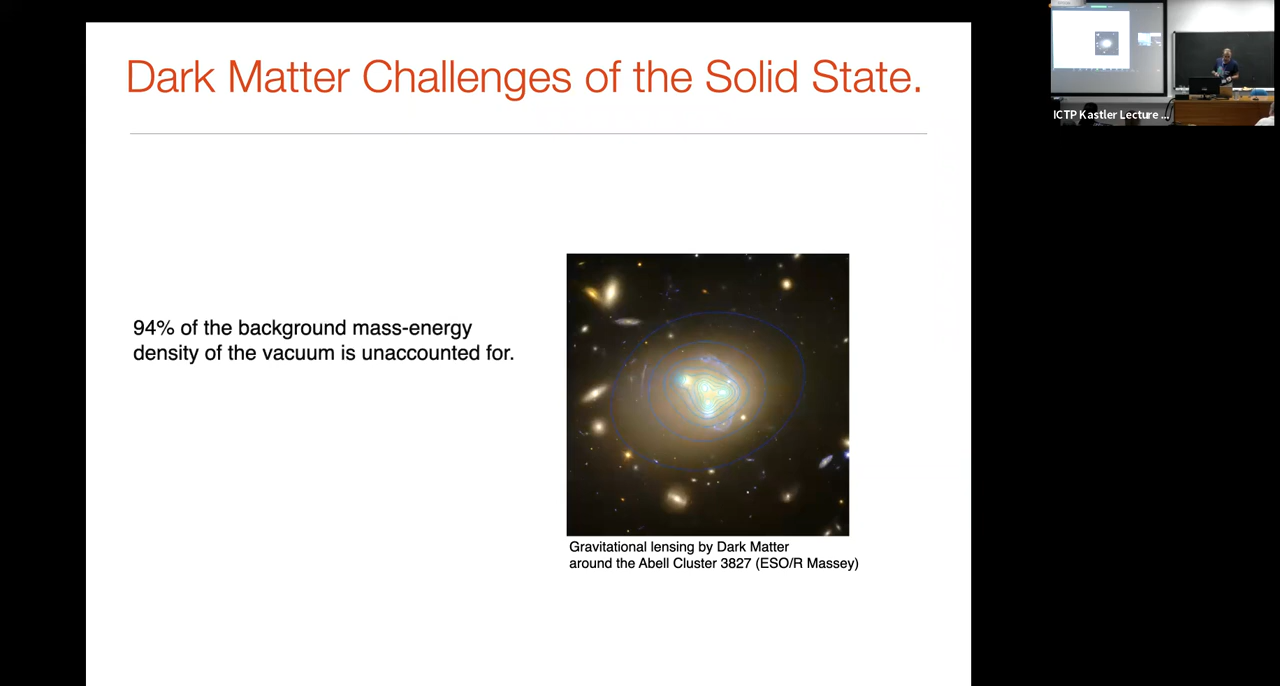 Dark Matter Challenges of the Solid State.
94% of the background mass-energy
density of the vacuum is unaccounted for.
Gravitational lensing by Dark Matter
around the Abell Cluster 3827 (ESO/R Massey)
ICTP Kastler Lecture ...